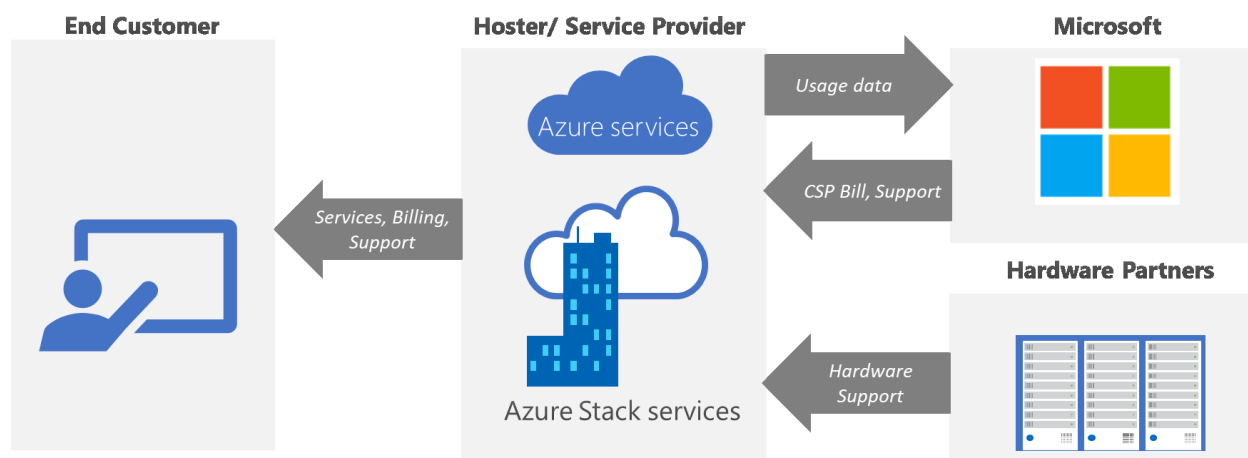 End Customer
Hoster/ Service Provider
Microsoft
Azure services
Usage data
CSP Bill, Support
Services, Billing,
Support
Hardware Partners
Hardware
Support
Azure Stack services